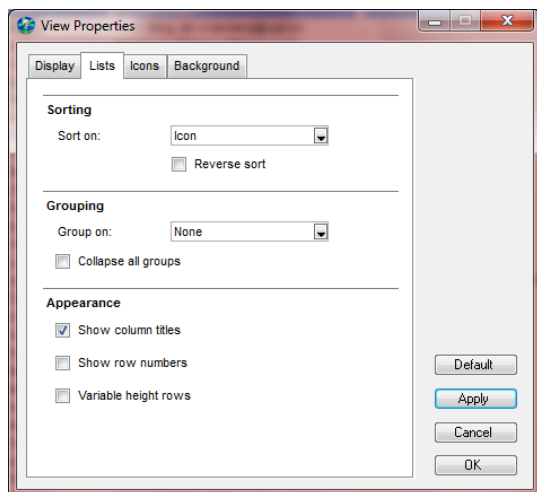 View Properties
Display Lists Icons Background
Sorting
Sort on: Icon
Reverse sort
Grouping
Group on: None
Collapse all groups
Appearance
Show column titles
Show row numbers
Variable height rows
Default
Apply
Cancel
OK